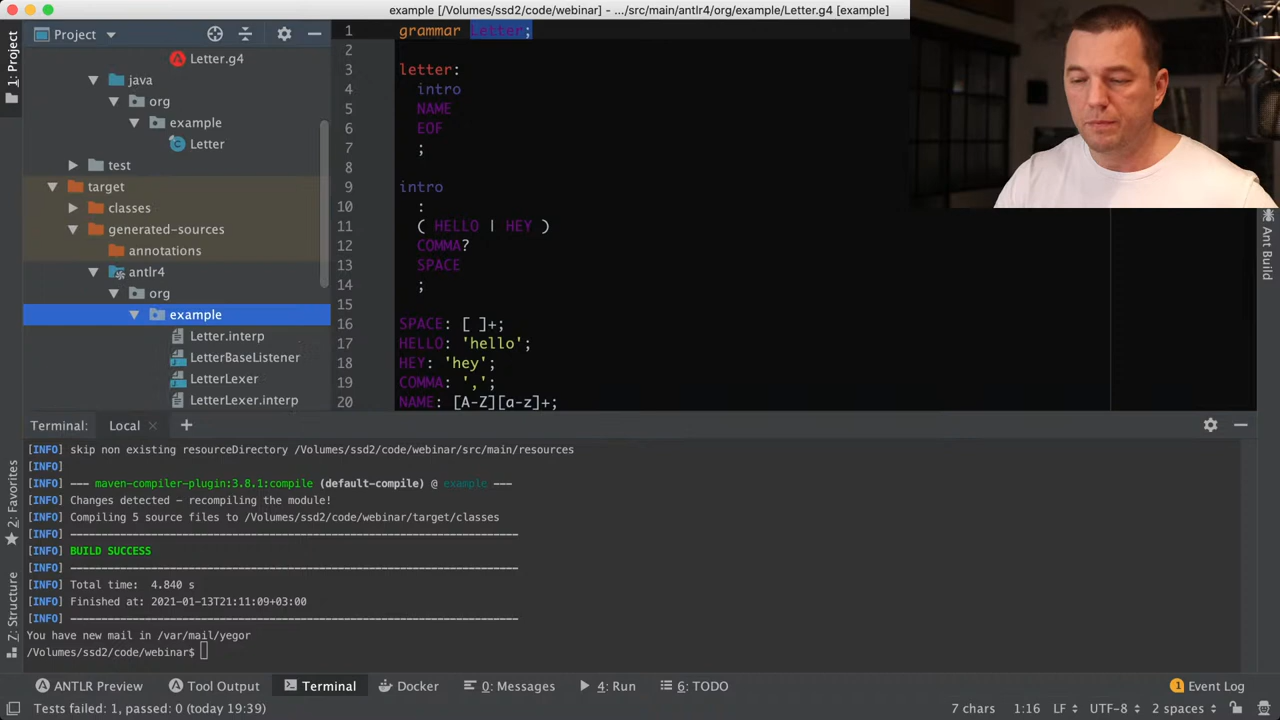 example [/Volumes/ssd2/code/webinar] - .../src/main/antlr4/org/example/Letter.g4 [example]
1: Project
Project
Letter.g4
java
org
example
Letter
test
target
classes
generated-sources
annotations
antlr4
org
example
Letter.interp
LetterBaseListener
LetterLexer
LetterLexer.interp
1 grammar Letter;
2
3 letter:
4 intro
5 NAME
6 EOF
7 ;
8
9 intro
10 :
11 ( HELLO | HEY )
12 COMMA?
13 SPACE
14 ;
15
16 SPACE: [ ]+;
17 HELLO: 'hello';
18 HEY: 'hey';
19 COMMA: ',';
20 NAME: [A-Z][a-z]+;
Ant Build
2: Favorites
7: Structure
Terminal: Local
[INFO] skip non existing resourceDirectory /Volumes/ssd2/code/webinar/src/main/resources
[INFO]
[INFO] --- maven-compiler-plugin:3.8.1:compile (default-compile) @ example ---
[INFO] Changes detected - recompiling the module!
[INFO] Compiling 5 source files to /Volumes/ssd2/code/webinar/target/classes
[INFO] ------------------------------------------------------------------------
[INFO] BUILD SUCCESS
[INFO] ------------------------------------------------------------------------
[INFO] Total time: 4.840 s
[INFO] Finished at: 2021-01-13T21:11:09+03:00
[INFO] ------------------------------------------------------------------------
You have new mail in /var/mail/yegor
/Volumes/ssd2/code/webinar$
ANTLR Preview Tool Output Terminal Docker 0: Messages 4: Run 6: TODO 1 Event Log
Tests failed: 1, passed: 0 (today 19:39) 7 chars 1:16 LF UTF-8 2 spaces